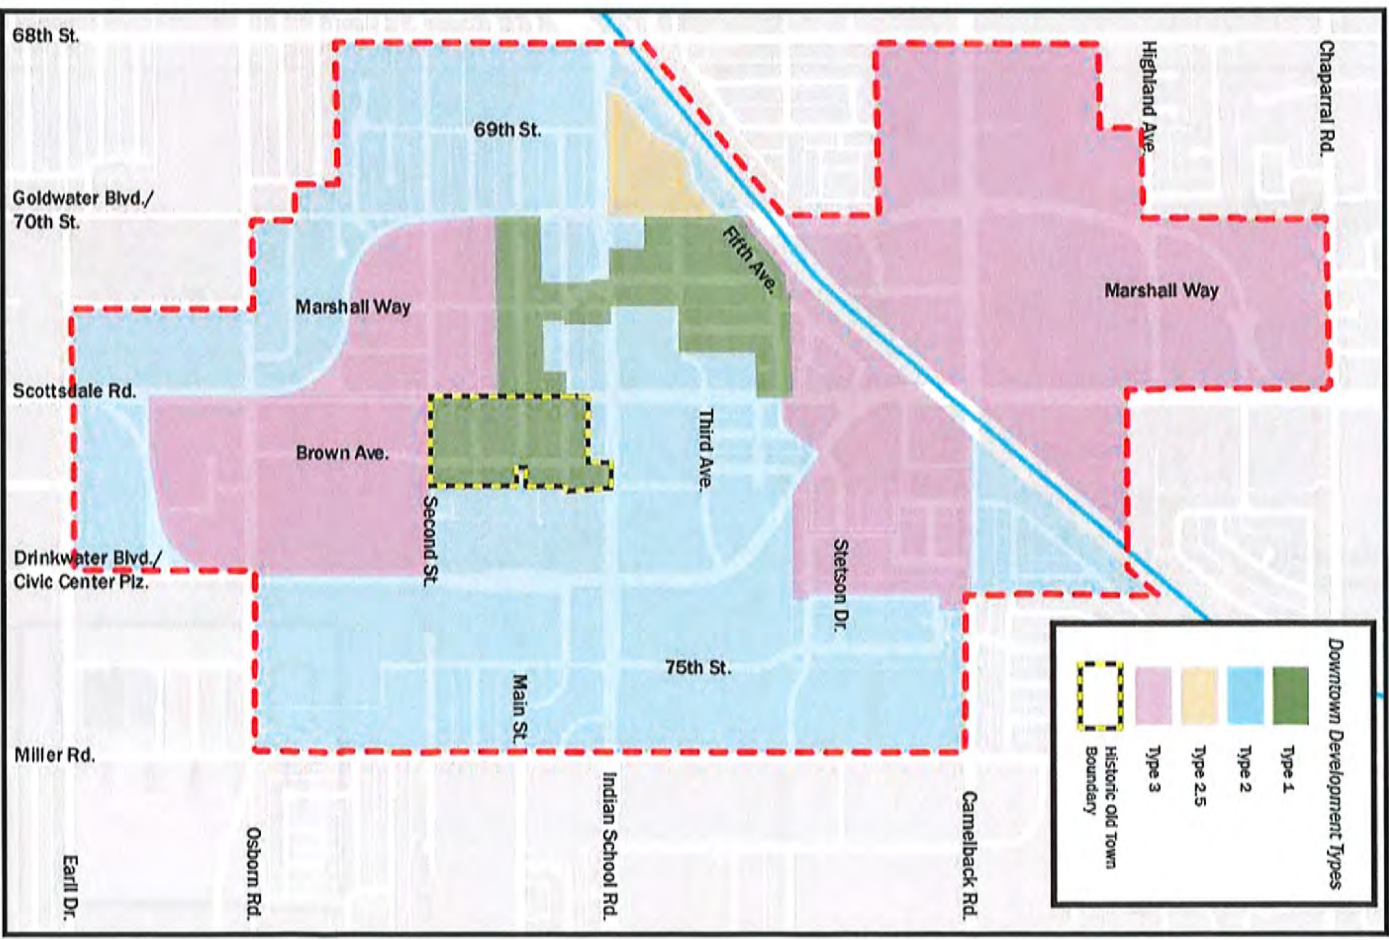 68th St.
Goldwater Blvd./
70th St.
Scottsdale Rd.
Drinkwater Blvd./
Civic Center Plz.
Miller Rd.
69th St.
Marshall Way
Brown Ave.
75th St.
Marshall Way
Fifth Ave.
Third Ave.
Second St.
Main St.
Stetson Dr.
Highland Ave.
Chaparral Rd.
Camelback Rd.
Indian School Rd.
Osborn Rd.
Earll Dr.
Downtown Development Types
Type 1
Type 2
Type 2.5
Type 3
Historic Old Town
Boundary